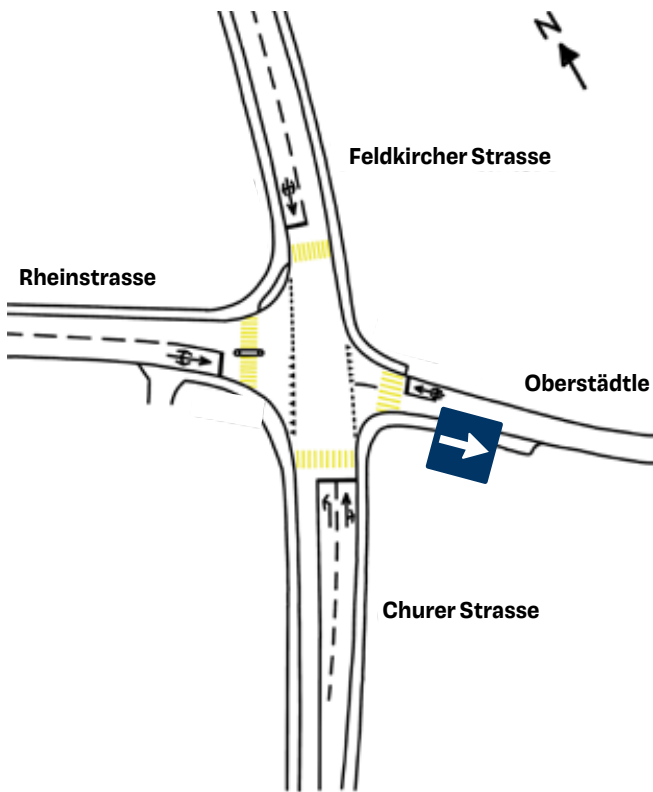 N
Feldkircher Strasse
Rheinstrasse
Oberstädtle
Churer Strasse